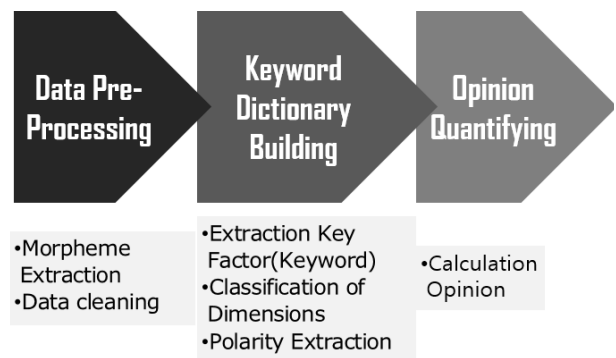 Data Pre-
Processing
Keyword
Dictionary
Building
Opinion
Quantifying
•Morpheme
Extraction
•Data cleaning
•Extraction Key
Factor(Keyword)
•Classification of
Dimensions
•Polarity Extraction
•Calculation
Opinion